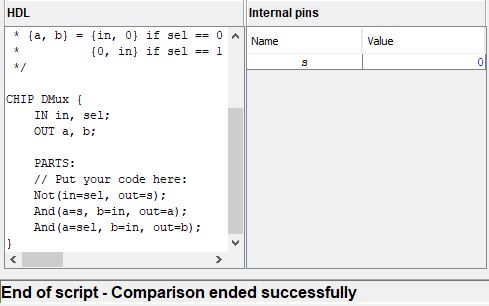 HDL
* {a, b} = {in, 0} if sel == 0
*          {0, in} if sel == 1
*/
CHIP DMux {
    IN in, sel;
    OUT a, b;
    PARTS:
    // Put your code here:
    Not(in=sel, out=s);
    And(a=s, b=in, out=a);
    And(a=sel, b=in, out=b);
}
Internal pins
Name Value
s 0
End of script - Comparison ended successfully